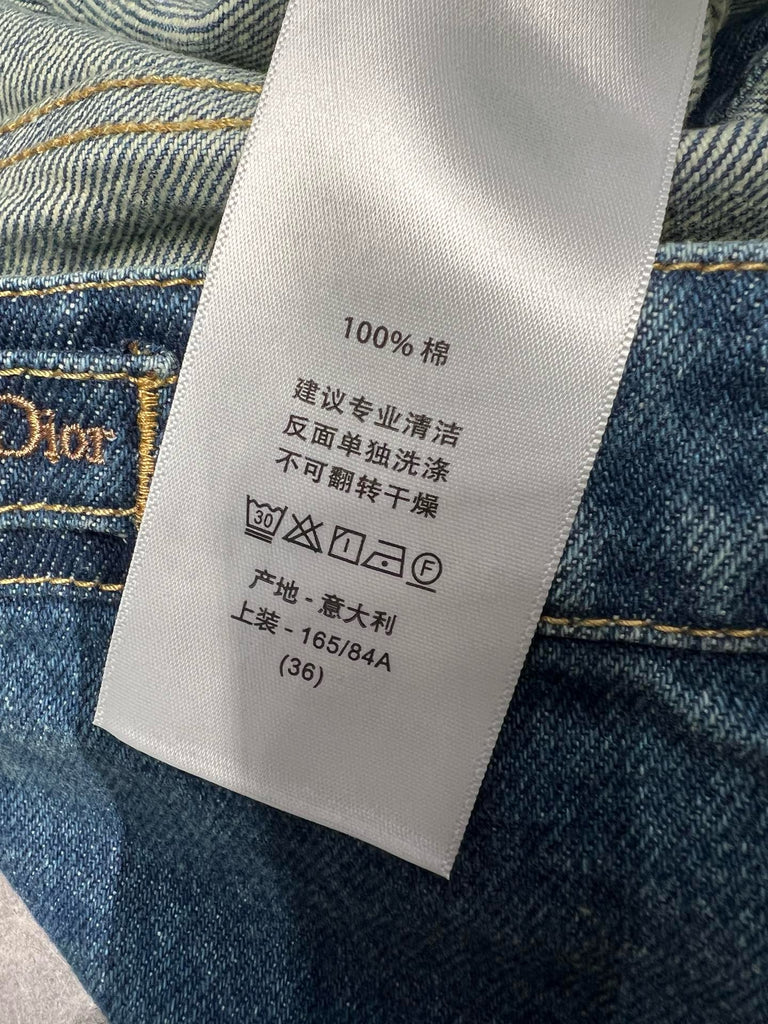 100% 棉
建议专业清洁
反面单独洗涤
不可翻转干燥
30 F
产地 - 意大利
上装 - 165/84A
(36)
Dior